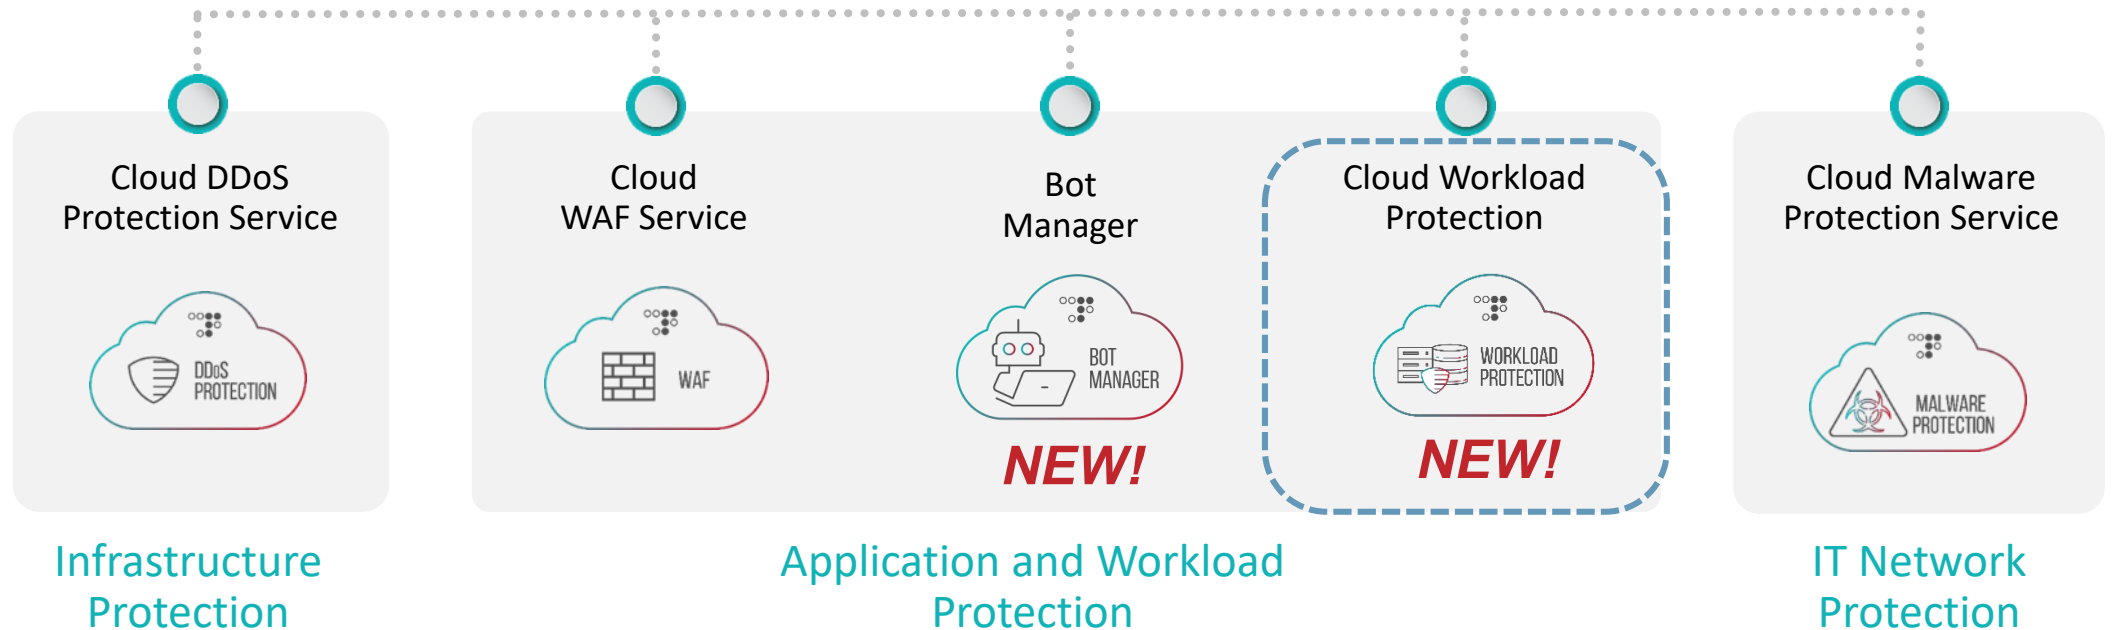 Cloud DDoS
Protection Service
DDoS
PROTECTION
Infrastructure
Protection
Cloud
WAF Service
WAF
Bot
Manager
BOT
MANAGER
NEW!
Cloud Workload
Protection
WORKLOAD
PROTECTION
NEW!
Application and Workload
Protection
Cloud Malware
Protection Service
MALWARE
PROTECTION
IT Network
Protection